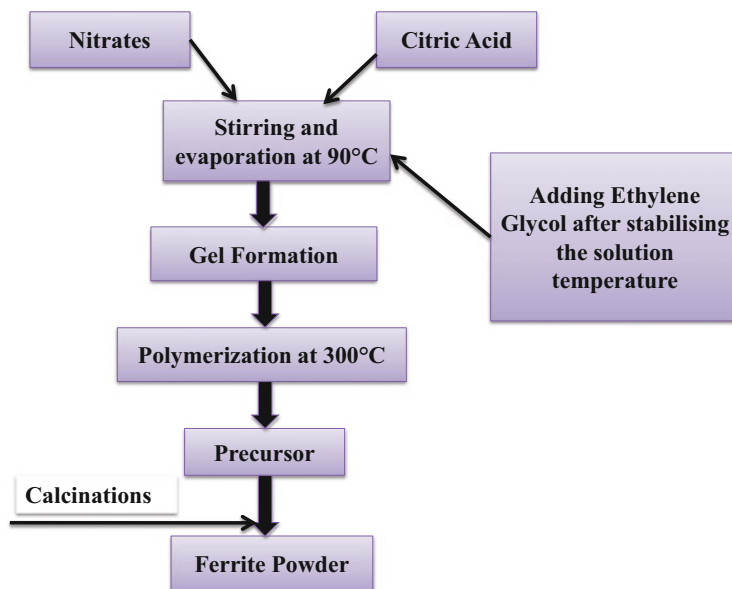 Nitrates
Citric Acid
Stirring and
evaporation at 90°C
Adding Ethylene
Glycol after stabilising
the solution
temperature
Gel Formation
Polymerization at 300°C
Precursor
Calcinations
Ferrite Powder